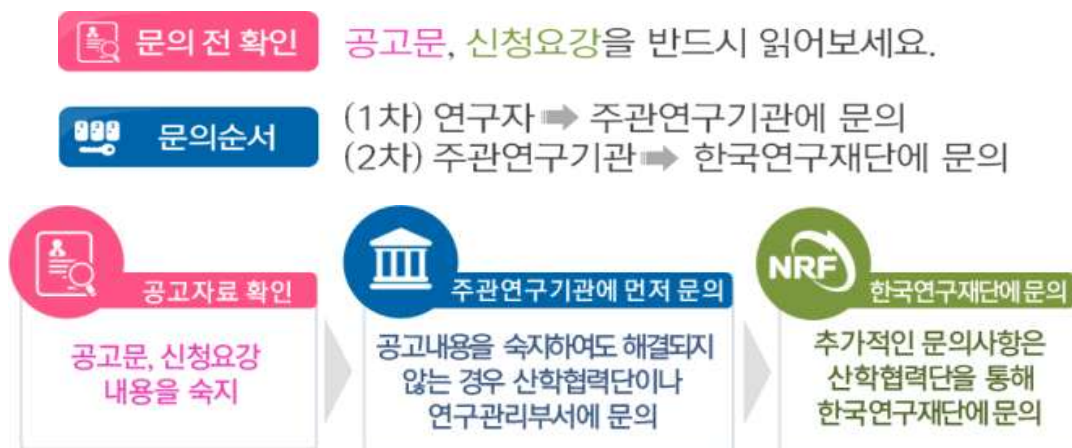 문의 전 확인 공고문, 신청요강을 반드시 읽어보세요.
문의순서
(1차) 연구자 ➡ 주관연구기관에 문의
(2차) 주관연구기관 ➡ 한국연구재단에 문의
공고자료 확인
공고문, 신청요강
내용을 숙지
주관연구기관에 먼저 문의
공고내용을 숙지하여도 해결되지
않는 경우 산학협력단이나
연구관리부서에 문의
NRF
한국연구재단에 문의
추가적인 문의사항은
산학협력단을 통해
한국연구재단에 문의